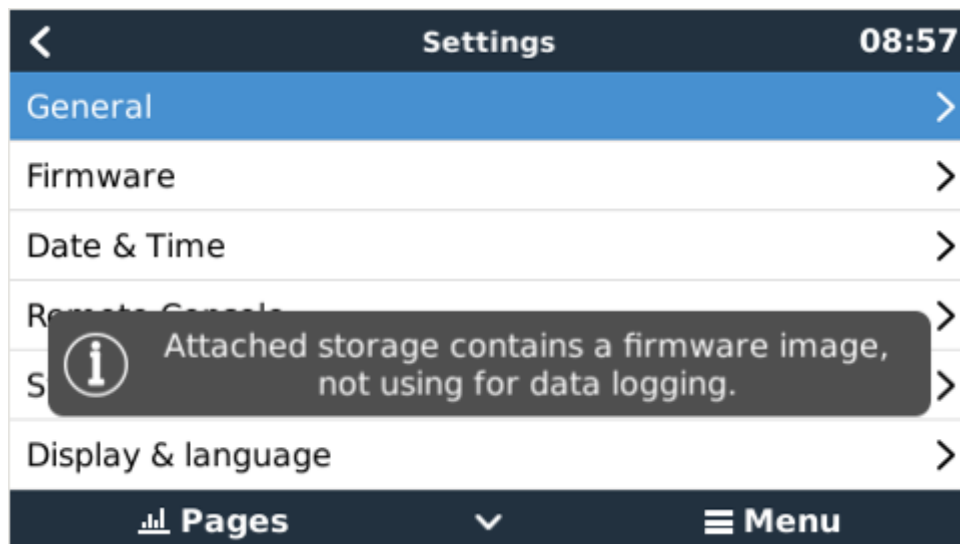 Settings
08:57
General
Firmware
Date & Time
Attached storage contains a firmware image,
not using for data logging.
Display & language
Pages
Menu